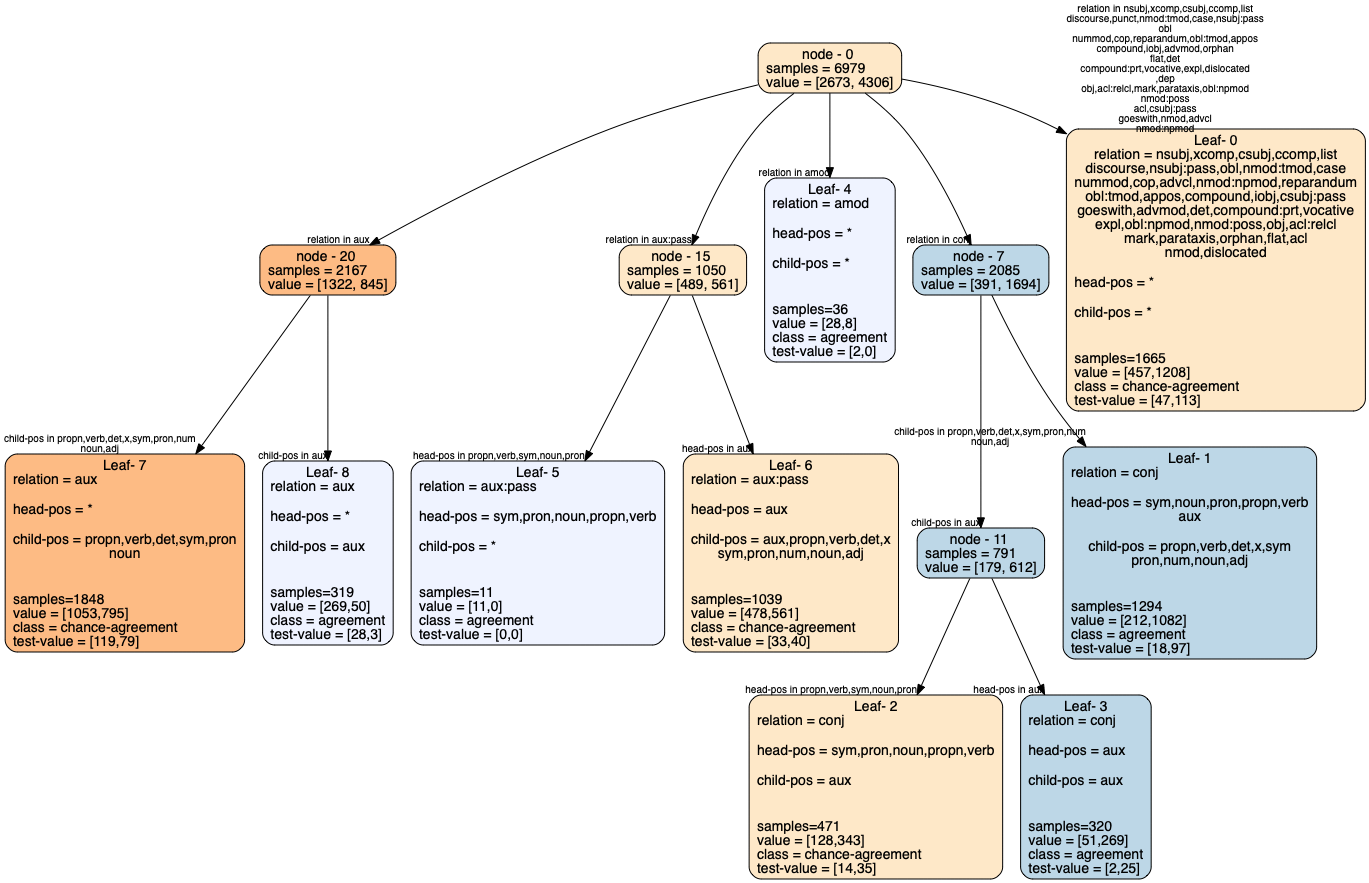 relation in nsubj,xcomp,csubj,ccomp,list
discourse,punct,nmod:tmod,case,nsubj:pass
obl
nummod,cop,reparandum,obl:tmod,appos
compound,iobj,advmod,orphan
flat,det
compound:prt,vocative,expl,dislocated
,dep
obj,acl:relcl,mark,parataxis,obl:npmod
nmod:poss
acl,csubj:pass
goeswith,nmod,advcl
nmod:npmod
node - 0
samples = 6979
value = [2673, 4306]
relation in aux
node - 20
samples = 2167
value = [1322, 845]
relation in aux:pass
node - 15
samples = 1050
value = [489, 561]
relation in amod
Leaf- 4
relation = amod
head-pos = *
child-pos = *
samples=36
value = [28,8]
class = agreement
test-value = [2,0]
relation in conj
node - 7
samples = 2085
value = [391, 1694]
Leaf- 0
relation = nsubj,xcomp,csubj,ccomp,list
discourse,nsubj:pass,obl,nmod:tmod,case
nummod,cop,advcl,nmod:npmod,reparandum
obl:tmod,appos,compound,iobj,csubj:pass
goeswith,advmod,det,compound:prt,vocative
expl,obl:npmod,nmod:poss,obj,acl:relcl
mark,parataxis,orphan,flat,acl
nmod,dislocated
head-pos = *
child-pos = *
samples=1665
value = [457,1208]
class = chance-agreement
test-value = [47,113]
child-pos in propn,verb,det,x,sym,pron,num
noun,adj
Leaf- 7
relation = aux
head-pos = *
child-pos = propn,verb,det,sym,pron
noun
samples=1848
value = [1053,795]
class = chance-agreement
test-value = [119,79]
child-pos in aux
Leaf- 8
relation = aux
head-pos = *
child-pos = aux
samples=319
value = [269,50]
class = agreement
test-value = [28,3]
head-pos in propn,verb,sym,noun,pron
Leaf- 5
relation = aux:pass
head-pos = sym,pron,noun,propn,verb
child-pos = *
samples=11
value = [11,0]
class = agreement
test-value = [0,0]
head-pos in aux
Leaf- 6
relation = aux:pass
head-pos = aux
child-pos = aux,propn,verb,det,x
sym,pron,num,noun,adj
samples=1039
value = [478,561]
class = chance-agreement
test-value = [33,40]
child-pos in aux
node - 11
samples = 791
value = [179, 612]
child-pos in propn,verb,det,x,sym,pron,num
noun,adj
Leaf- 1
relation = conj
head-pos = sym,noun,pron,propn,verb
aux
child-pos = propn,verb,det,x,sym
pron,num,noun,adj
samples=1294
value = [212,1082]
class = agreement
test-value = [18,97]
head-pos in propn,verb,sym,noun,pron
Leaf- 2
relation = conj
head-pos = sym,pron,noun,propn,verb
child-pos = aux
samples=471
value = [128,343]
class = chance-agreement
test-value = [14,35]
head-pos in aux
Leaf- 3
relation = conj
head-pos = aux
child-pos = aux
samples=320
value = [51,269]
class = agreement
test-value = [2,25]